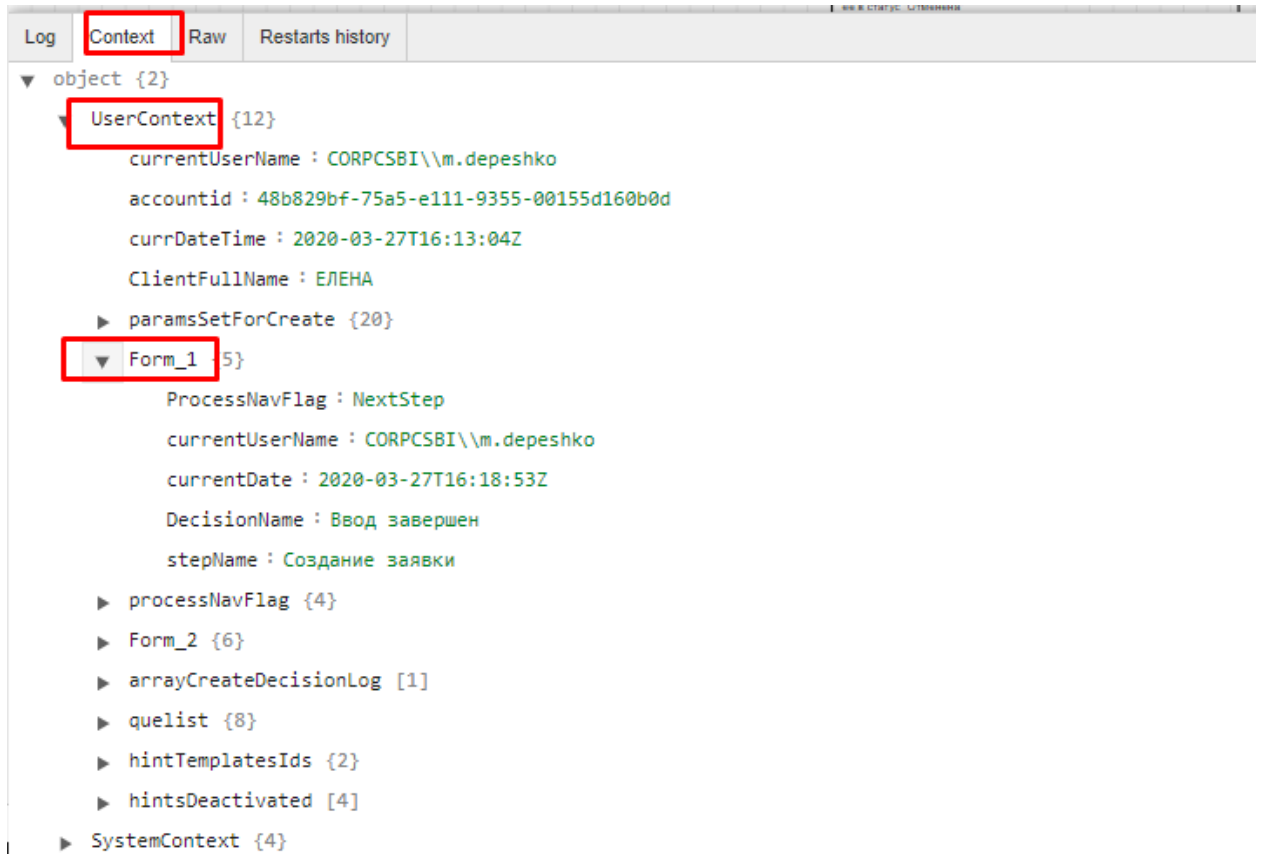 ее в статус Отменена
Log Context Raw Restarts history
▼ object {2}
▼ UserContext {12}
currentUserName : CORPCSBI\\m.depeshko
accountid : 48b829bf-75a5-e111-9355-00155d160b0d
currDateTime : 2020-03-27T16:13:04Z
ClientFullName : ЕЛЕНА
► paramsSetForCreate {20}
▼ Form_1 {5}
ProcessNavFlag : NextStep
currentUserName : CORPCSBI\\m.depeshko
currentDate : 2020-03-27T16:18:53Z
DecisionName : Ввод завершен
stepName : Создание заявки
► processNavFlag {4}
► Form_2 {6}
► arrayCreateDecisionLog [1]
► quelist {8}
► hintTemplatesIds {2}
► hintsDeactivated [4]
► SystemContext {4}